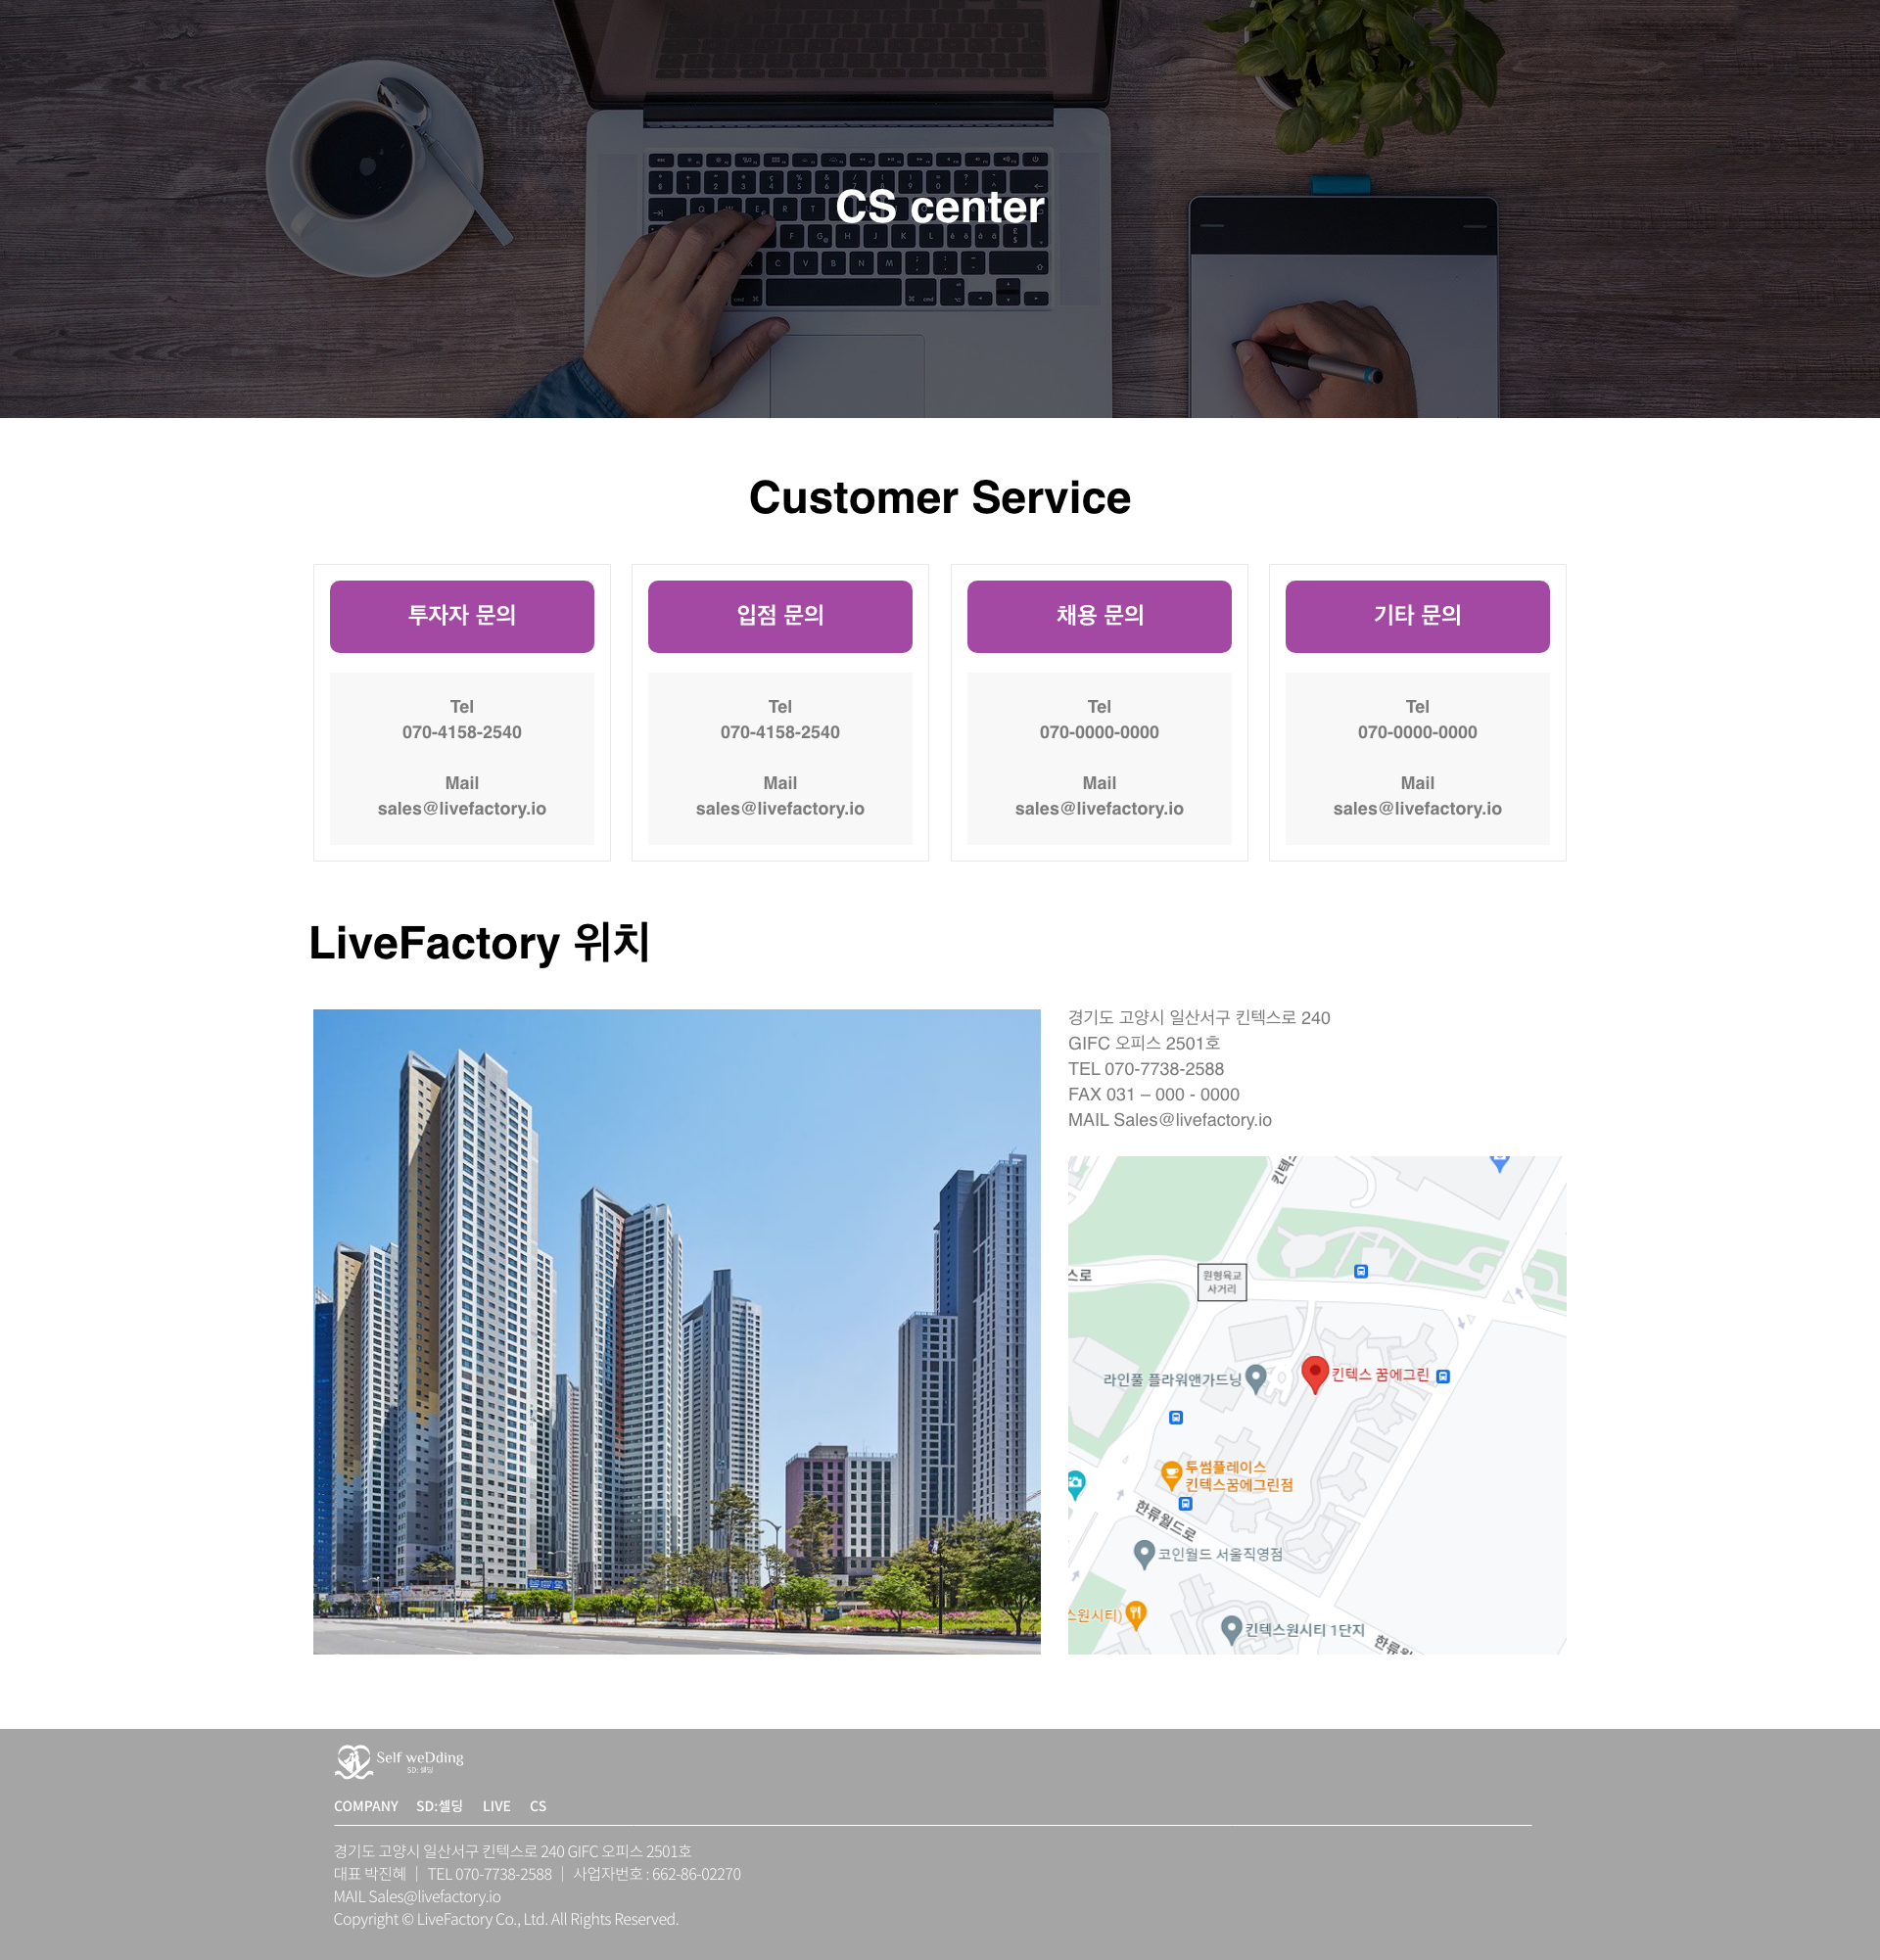 CS center
Customer Service
투자자 문의
Tel
070-4158-2540
Mail
sales@livefactory.io
입점 문의
Tel
070-4158-2540
Mail
sales@livefactory.io
채용 문의
Tel
070-0000-0000
Mail
sales@livefactory.io
기타 문의
Tel
070-0000-0000
Mail
sales@livefactory.io
LiveFactory 위치
경기도 고양시 일산서구 킨텍스로 240
GIFC 오피스 2501호
TEL 070-7738-2588
FAX 031 – 000 - 0000
MAIL Sales@livefactory.io
스로
원형육교
사거리
라인풀 플라워앤가드닝
킨텍스 꿈에그린
투썸플레이스
킨텍스꿈에그린점
한류월드로
코인월드 서울직영점
스원시티)
킨텍스원시티 1단지
Self weDding
SD: 셀딩
COMPANY SD:셀딩 LIVE CS
경기도 고양시 일산서구 킨텍스로 240 GIFC 오피스 2501호
대표 박진혜 | TEL 070-7738-2588 | 사업자번호 : 662-86-02270
MAIL Sales@livefactory.io
Copyright © LiveFactory Co., Ltd. All Rights Reserved.